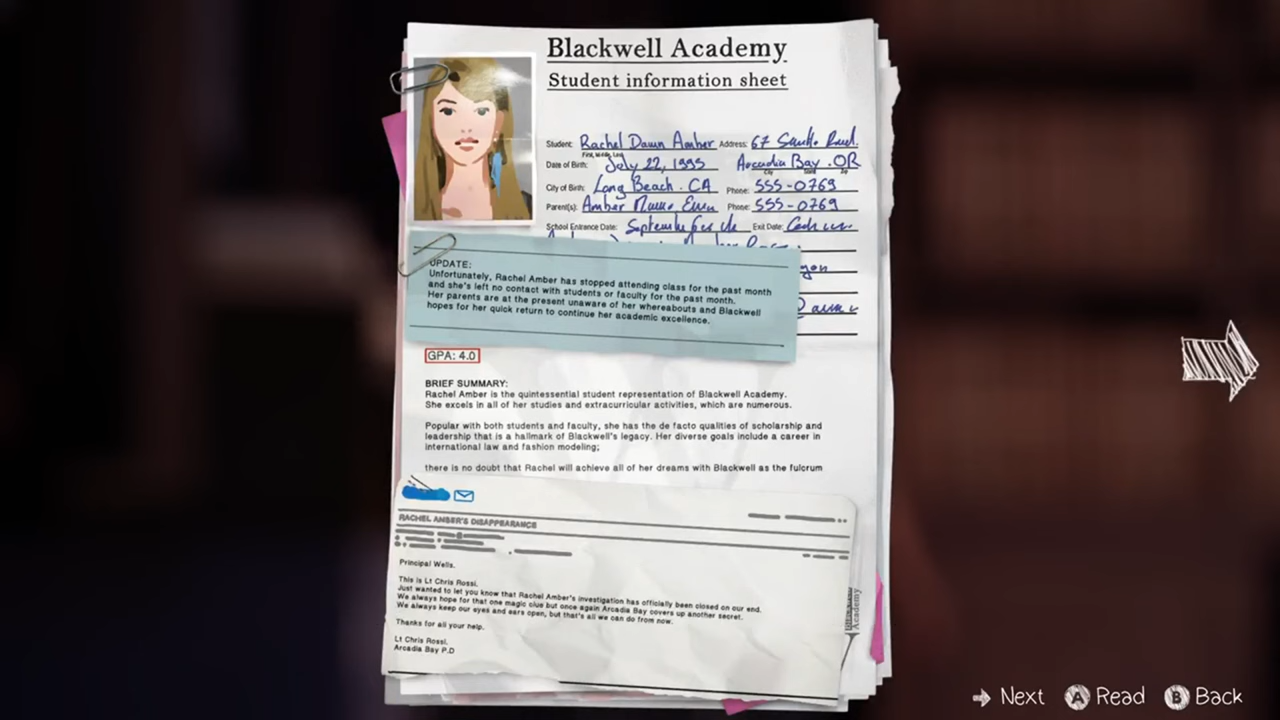 Blackwell Academy
Student information sheet
Student: Rachel Dawn Amber Address: 67
Date of Birth: July 22, 1995 Arcadia Bay . OR
City of Birth: Long Beach . CA Phone: 555-0769
Parent(s): Amber Phone: 555-0769
School Entrance Date: Exit Date:
UPDATE:
Unfortunately, Rachel Amber has stopped attending class for the past month
and she's left no contact with students or faculty for the past month.
Her parents are at the present unaware of her whereabouts and Blackwell
hopes for her quick return to continue her academic excellence.
GPA: 4.0
BRIEF SUMMARY:
Rachel Amber is the quintessential student representation of Blackwell Academy.
She excels in all of her studies and extracurricular activities, which are numerous.
Popular with both students and faculty, she has the de facto qualities of scholarship and
leadership that is a hallmark of Blackwell's legacy. Her diverse goals include a career in
international law and fashion modeling;
there is no doubt that Rachel will achieve all of her dreams with Blackwell as the fulcrum
RACHEL AMBER'S DISAPPEARANCE
Principal Wells.
This is Lt Chris Rossi.
Just wanted to let you know that Rachel Amber's investigation has officially been closed on our end.
We always hope for that one magic clue but once again Arcadia Bay covers up another secret.
We always keep our eyes and ears open, but that's all we can do from now.
Thanks for all your help.
Lt Chris Rossi.
Arcadia Bay P.D
Academy
Next A Read B Back